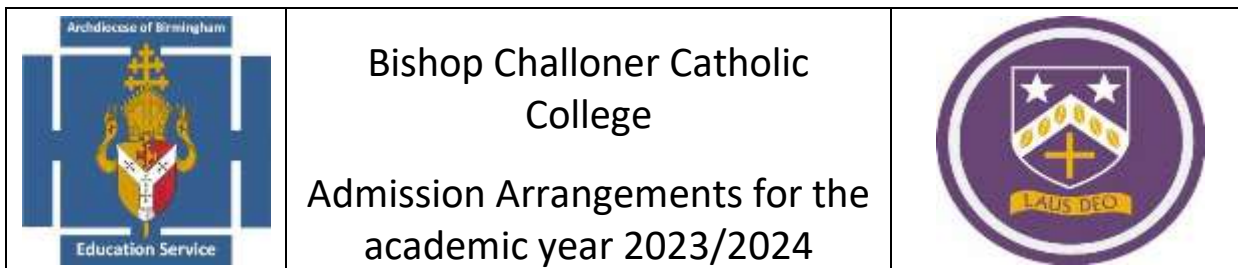 Archdiocese of Birmingham
Education Service
Bishop Challoner Catholic
College
Admission Arrangements for the
academic year 2023/2024
LAUS DEO